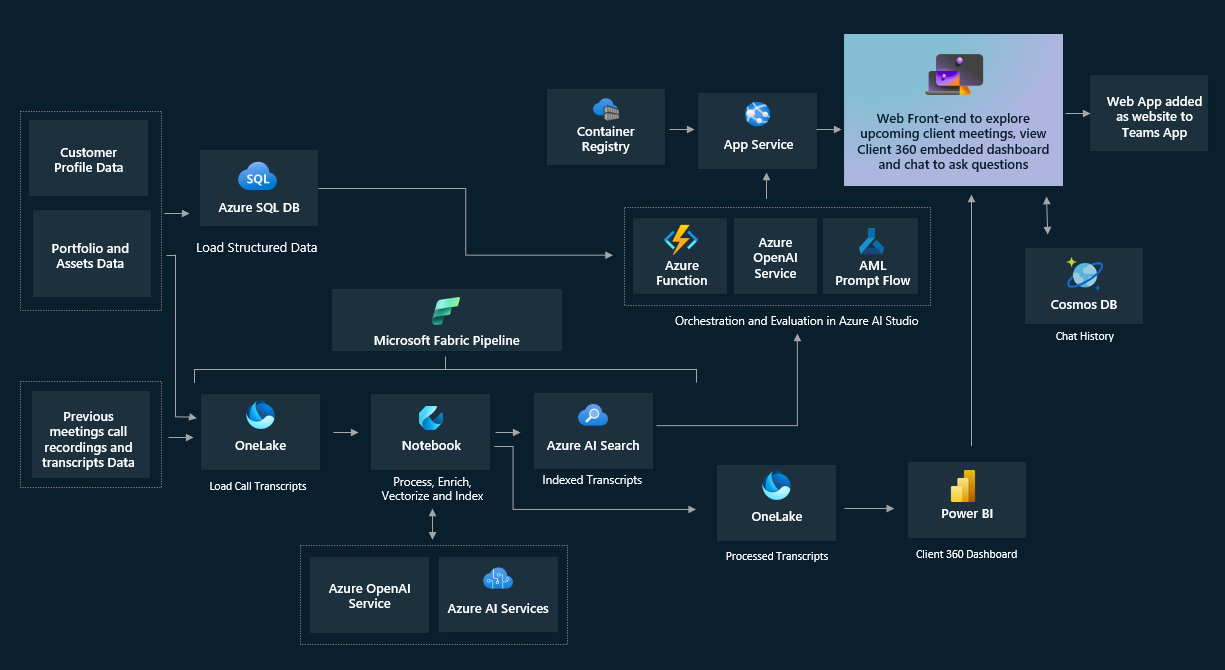 Customer
Profile Data
Portfolio and
Assets Data
SQL
Azure SQL DB
Load Structured Data
Container
Registry
App Service
Web Front-end to explore
upcoming client meetings, view
Client 360 embedded dashboard
and chat to ask questions
Web App added
as website to
Teams App
Azure
Function
Azure
OpenAI
Service
AML
Prompt Flow
Orchestration and Evaluation in Azure AI Studio
Cosmos DB
Chat History
Microsoft Fabric Pipeline
Previous
meetings call
recordings and
transcripts Data
OneLake
Load Call Transcripts
Notebook
Process, Enrich,
Vectorize and Index
Azure AI Search
Indexed Transcripts
OneLake
Processed Transcripts
Power BI
Client 360 Dashboard
Azure OpenAI
Service
Azure AI Services